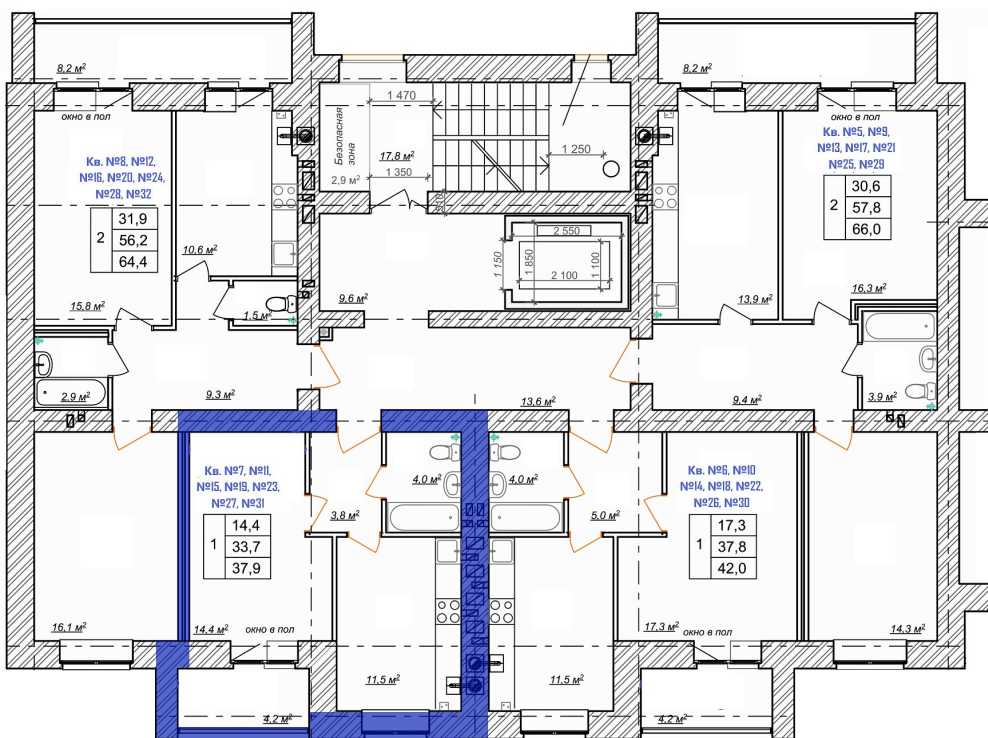 8.2 м²
8.2 м²
окно в пол
окно в пол
Кв. №8, №12,
№16, №20, №24,
№28, №32
2
31,9
56,2
64,4
10.6 м²
15.8 м²
1.5 м²
2.9 м²
9.3 м²
16.1 м²
Безопасная
зона
2,9 м²
1 470
17.8 м²
1 350
1 250
610
2 550
1 150
1 850
2 100
1 100
9.6 м²
13.6 м²
Кв. №5, №9,
№13, №17, №21
№25, №29
2
30,6
57,8
66,0
13.9 м²
16.3 м²
9.4 м²
3.9 м²
14.3 м²
Кв. №7, №11,
№15, №19, №23,
№27, №31
1
14,4
33,7
37,9
3.8 м²
4.0 м²
14.4 м²
окно в пол
11.5 м²
4.2 м²
4.0 м²
5.0 м²
Кв. №6, №10
№14, №18, №22,
№26, №30
1
17,3
37,8
42,0
17.3 м²
окно в пол
11.5 м²
4.2 м²